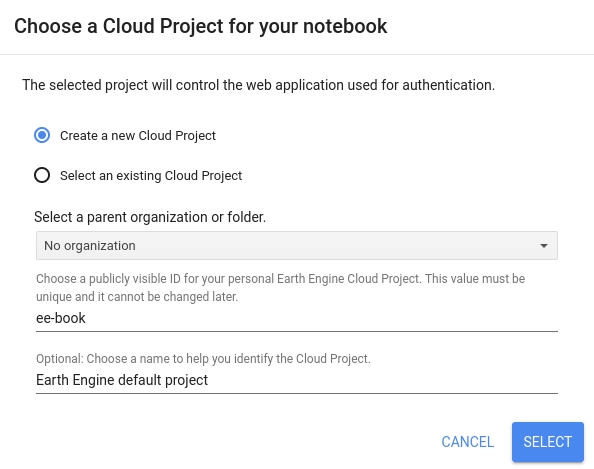 Choose a Cloud Project for your notebook
The selected project will control the web application used for authentication.
Create a new Cloud Project
Select an existing Cloud Project
Select a parent organization or folder.
No organization
Choose a publicly visible ID for your personal Earth Engine Cloud Project. This value must be
unique and it cannot be changed later.
ee-book
Optional: Choose a name to help you identify the Cloud Project.
Earth Engine default project
CANCEL SELECT